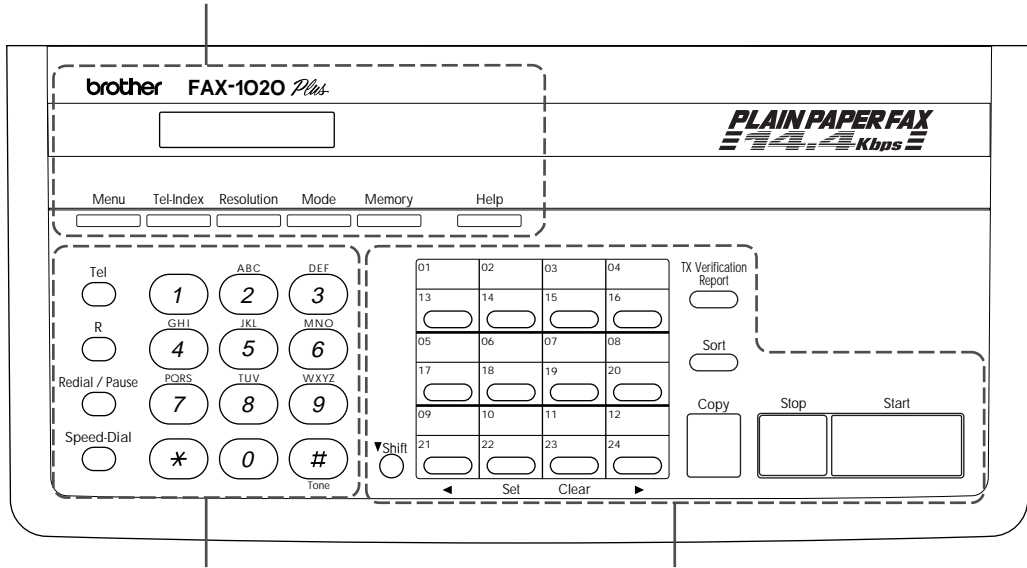 brother FAX-1020 Plus
PLAIN PAPER FAX
14.4 Kbps
Menu Tel-Index Resolution Mode Memory Help
Tel
R
Redial / Pause
Speed-Dial
1
ABC
2
DEF
3
GHI
4
JKL
5
MNO
6
PQRS
7
TUV
8
WXYZ
9
*
0
#
Tone
01 02 03 04
13 14 15 16
05 06 07 08
17 18 19 20
09 10 11 12
21 22 23 24
▼Shift
◄ Set Clear ►
TX Verification
Report
Sort
Copy Stop Start